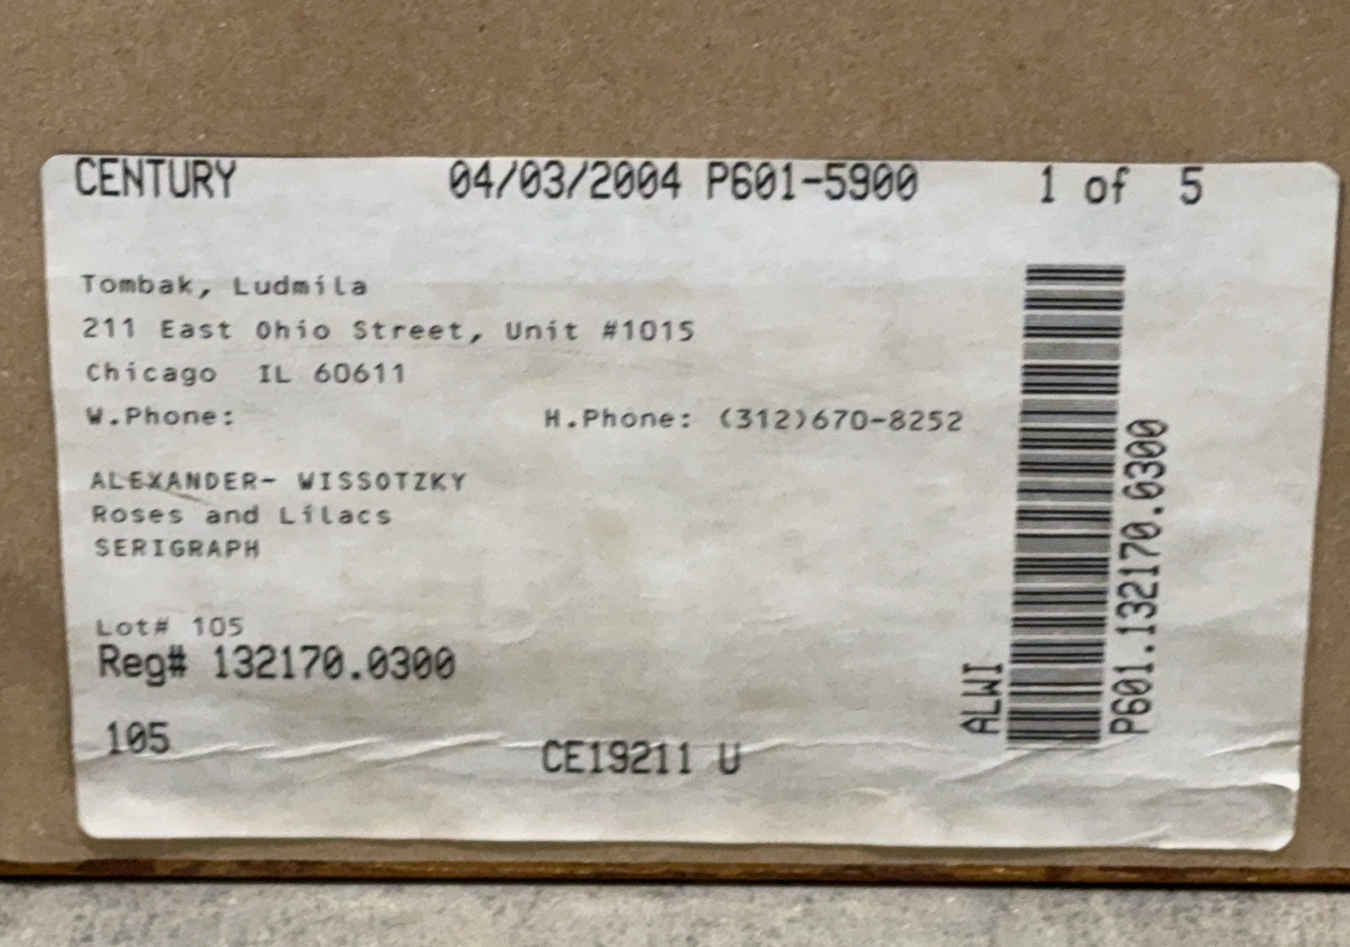 CENTURY 04/03/2004 P601-5900 1 of 5
Tombak, Ludmila
211 East Ohio Street, Unit #1015
Chicago IL 60611
W.Phone: H.Phone: (312)670-8252
ALEXANDER- WISSOTZKY
Roses and Lilacs
SERIGRAPH
Lot# 105
Reg# 132170.0300
105 CE19211 U
ALWI
P601.132170.0300